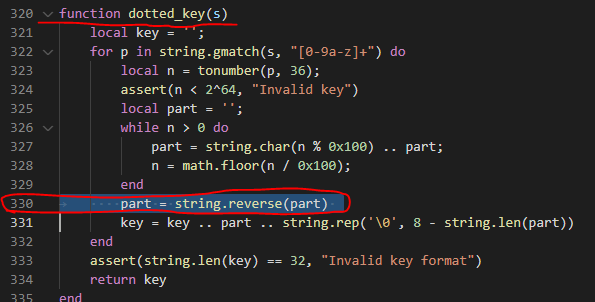 320 function dotted_key(s)
321 local key = '';
322 for p in string.gmatch(s, "[0-9a-z]+") do
323 local n = tonumber(p, 36);
324 assert(n < 2^64, "Invalid key")
325 local part = '';
326 while n > 0 do
327 part = string.char(n % 0x100) .. part;
328 n = math.floor(n / 0x100);
329 end
330 part = string.reverse(part)
331 key = key .. part .. string.rep('\0', 8 - string.len(part))
332 end
333 assert(string.len(key) == 32, "Invalid key format")
334 return key
335 end